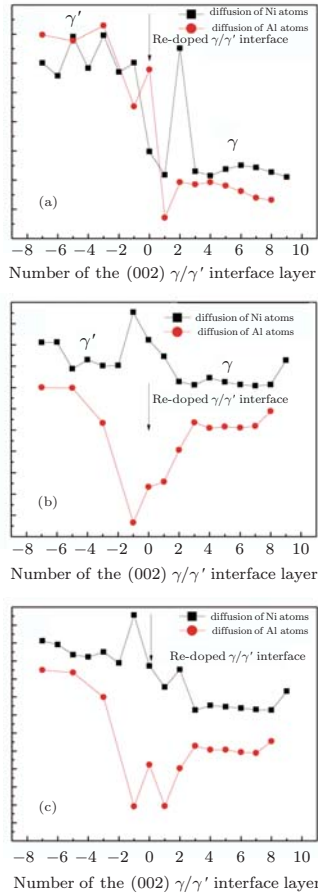 diffusion of Ni atoms
diffusion of Al atoms
γ′
Re-doped γ/γ′ interface
γ
(a)
−8 −6 −4 −2 0 2 4 6 8 10
Number of the (002) γ/γ′ interface layer
diffusion of Ni atoms
diffusion of Al atoms
γ′
γ
Re-doped γ/γ′ interface
(b)
−8 −6 −4 −2 0 2 4 6 8 10
Number of the (002) γ/γ′ interface layer
diffusion of Ni atoms
diffusion of Al atoms
Re-doped γ/γ′ interface
(c)
−8 −6 −4 −2 0 2 4 6 8 10
Number of the (002) γ/γ′ interface layer